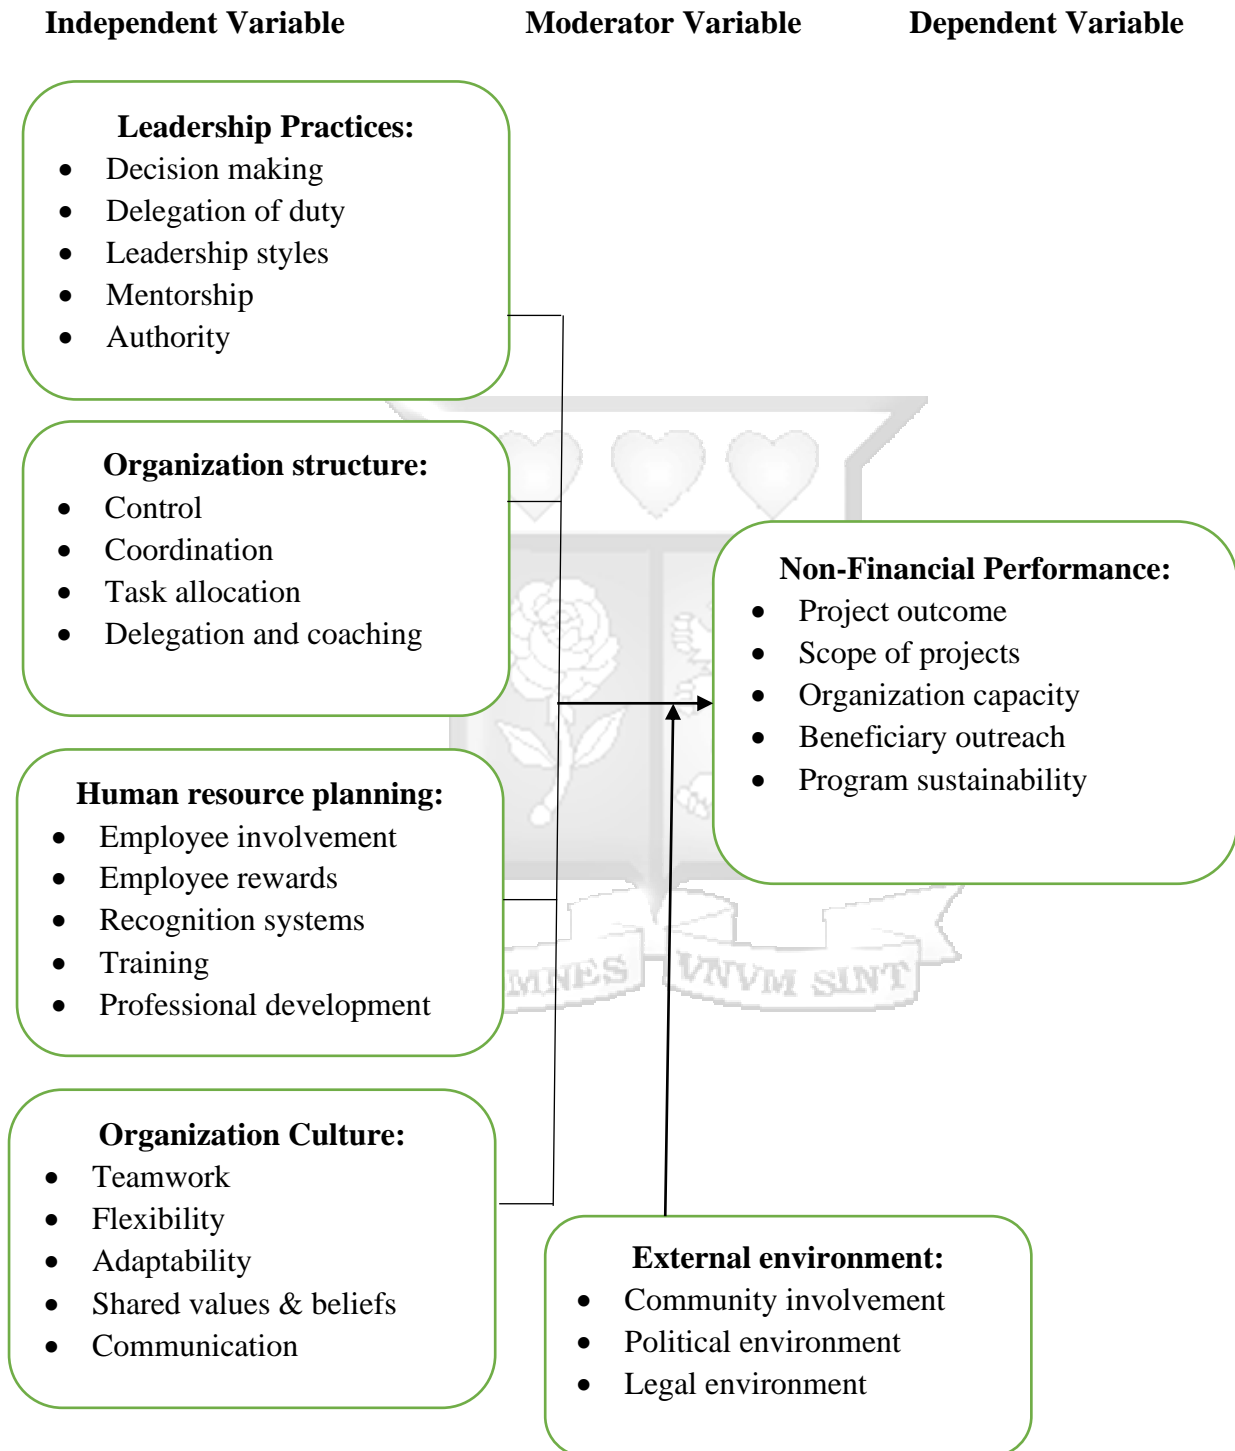 Independent Variable Moderator Variable Dependent Variable
Leadership Practices:
• Decision making
• Delegation of duty
• Leadership styles
• Mentorship
• Authority
Organization structure:
• Control
• Coordination
• Task allocation
• Delegation and coaching
Human resource planning:
• Employee involvement
• Employee rewards
• Recognition systems
• Training
• Professional development
Organization Culture:
• Teamwork
• Flexibility
• Adaptability
• Shared values & beliefs
• Communication
Non-Financial Performance:
• Project outcome
• Scope of projects
• Organization capacity
• Beneficiary outreach
• Program sustainability
External environment:
• Community involvement
• Political environment
• Legal environment
MNES VNVM SINT